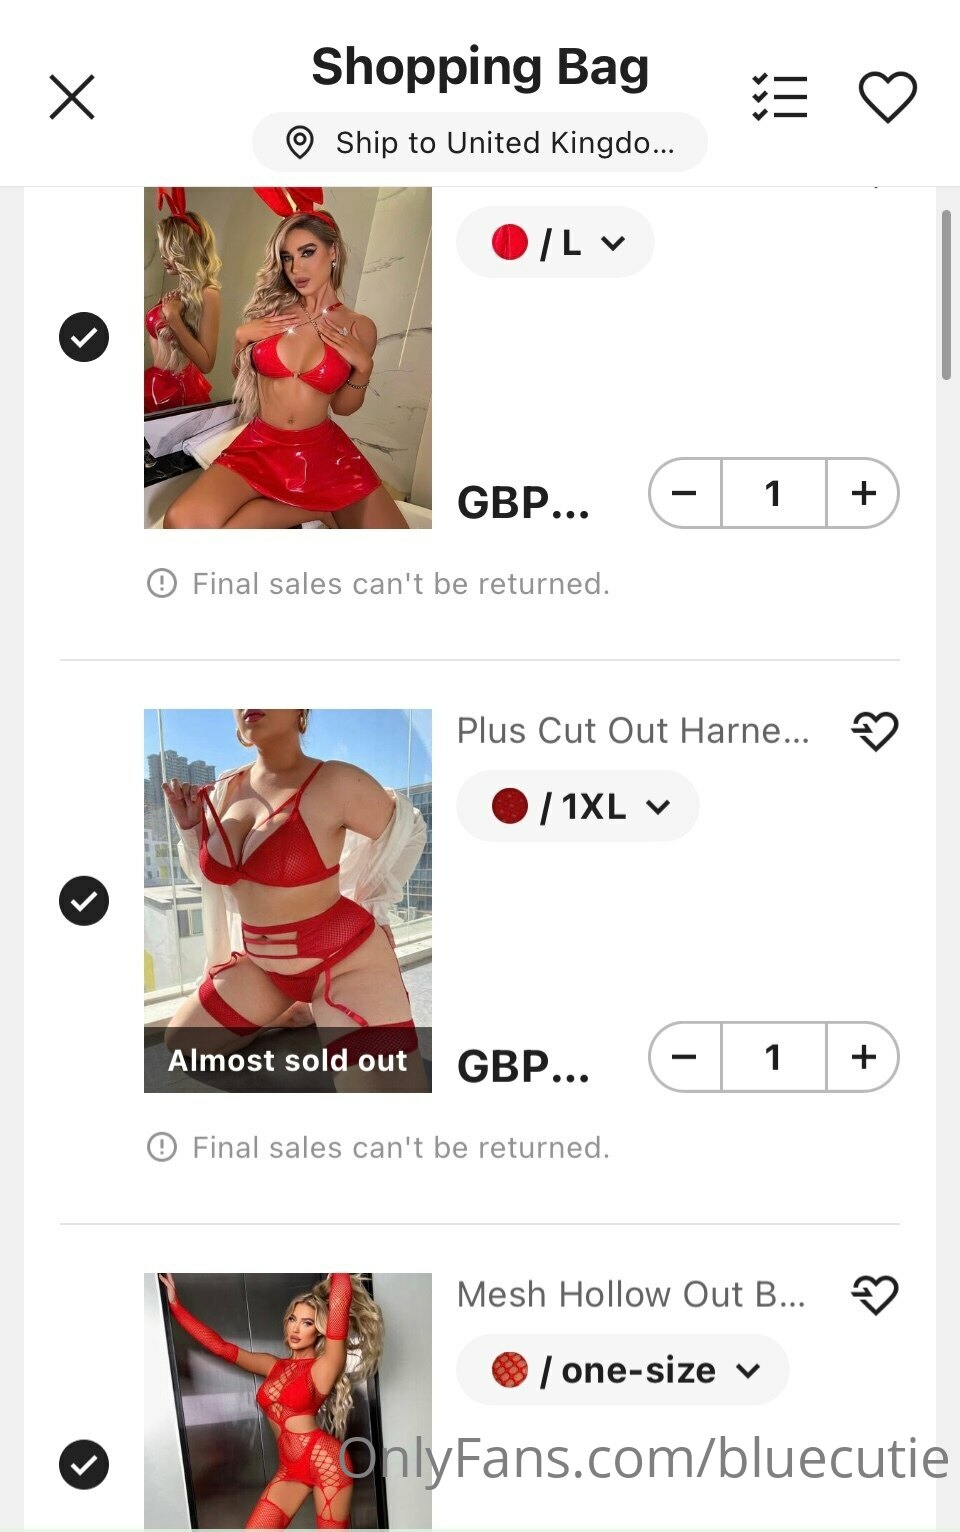 Shopping Bag
Ship to United Kingdo...
/ L
GBP...
1
Final sales can't be returned.
Plus Cut Out Harne...
/ 1XL
Almost sold out
GBP...
1
Final sales can't be returned.
Mesh Hollow Out B...
/ one-size
OnlyFans.com/bluecutie